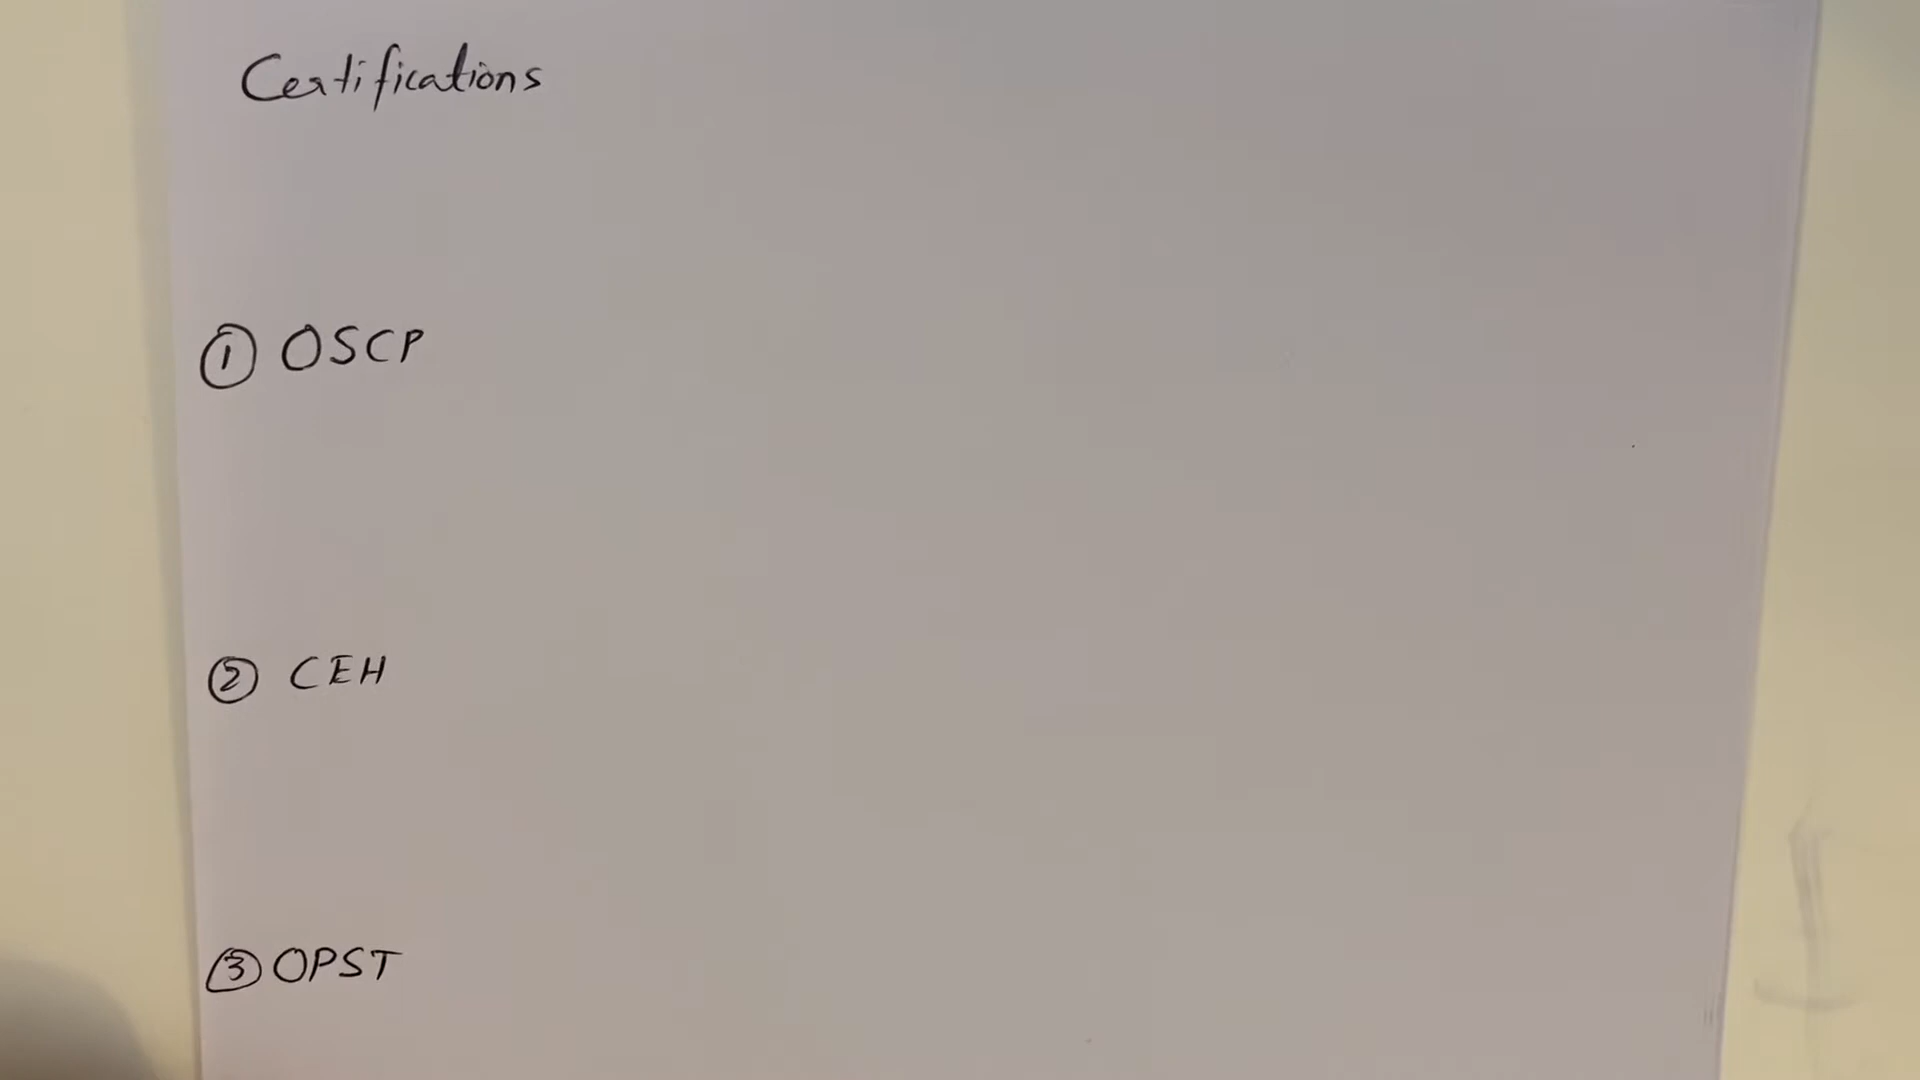 Certifications
① OSCP
② CEH
③ OPST